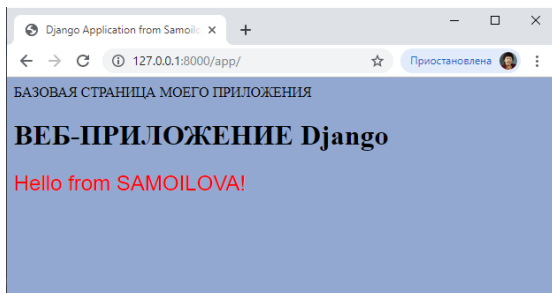 Django Application from Samoilc
127.0.0.1:8000/app/
Приостановлена
БАЗОВАЯ СТРАНИЦА МОЕГО ПРИЛОЖЕНИЯ
ВЕБ-ПРИЛОЖЕНИЕ Django
Hello from SAMOILOVA!